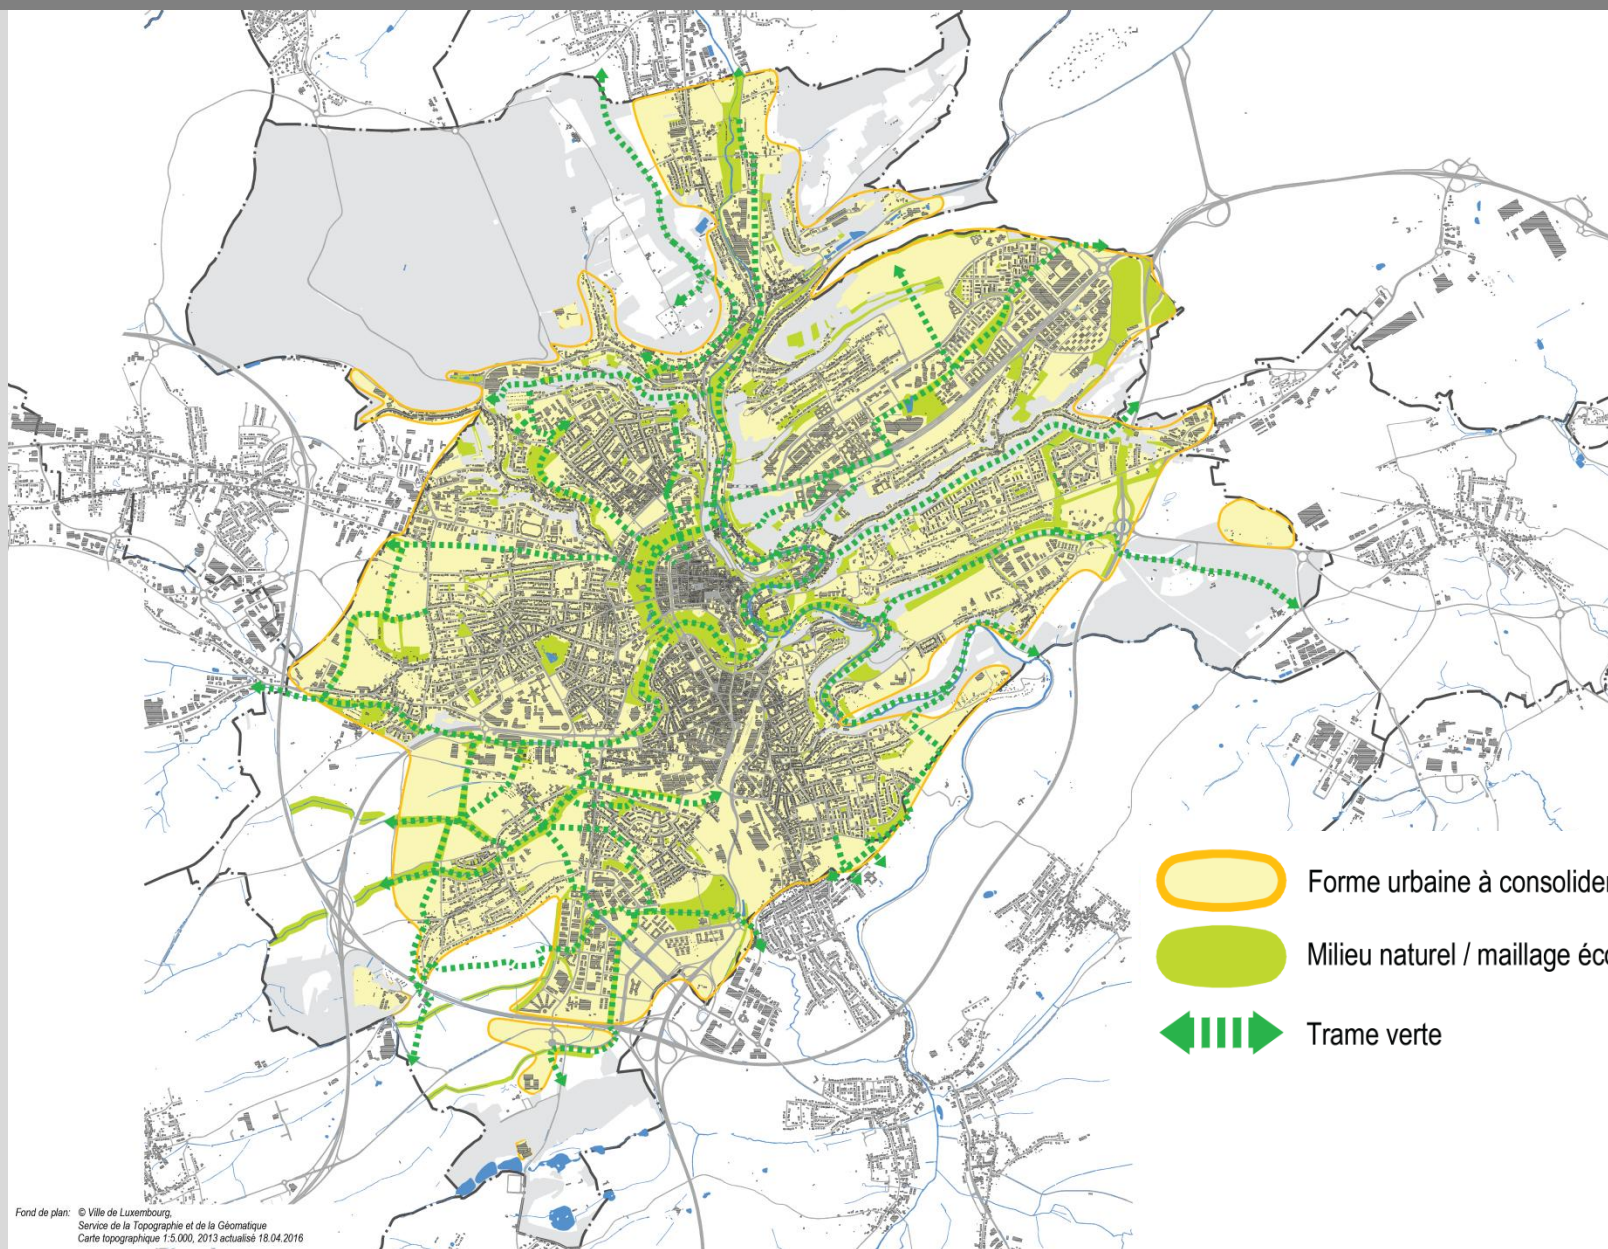 Forme urbaine à consolider
Milieu naturel / maillage éco
Trame verte
Fond de plan: © Ville de Luxembourg,
Service de la Topographie et de la Géomatique
Carte topographique 1:5.000, 2013 actualisé 18.04.2016